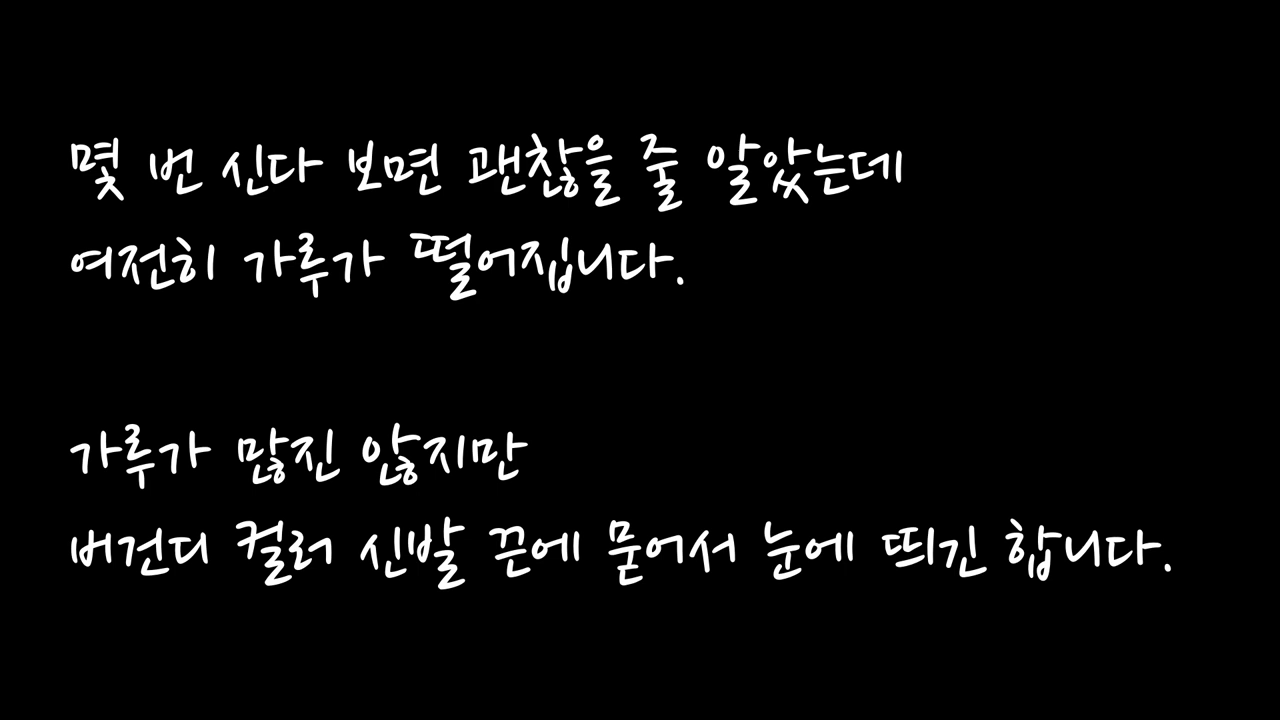 몇 번 신다 보면 괜찮을 줄 알았는데
여전히 가루가 떨어집니다.
가루가 많진 않지만
버건디 컬러 신발 끈에 묻어서 눈에 띄긴 합니다.